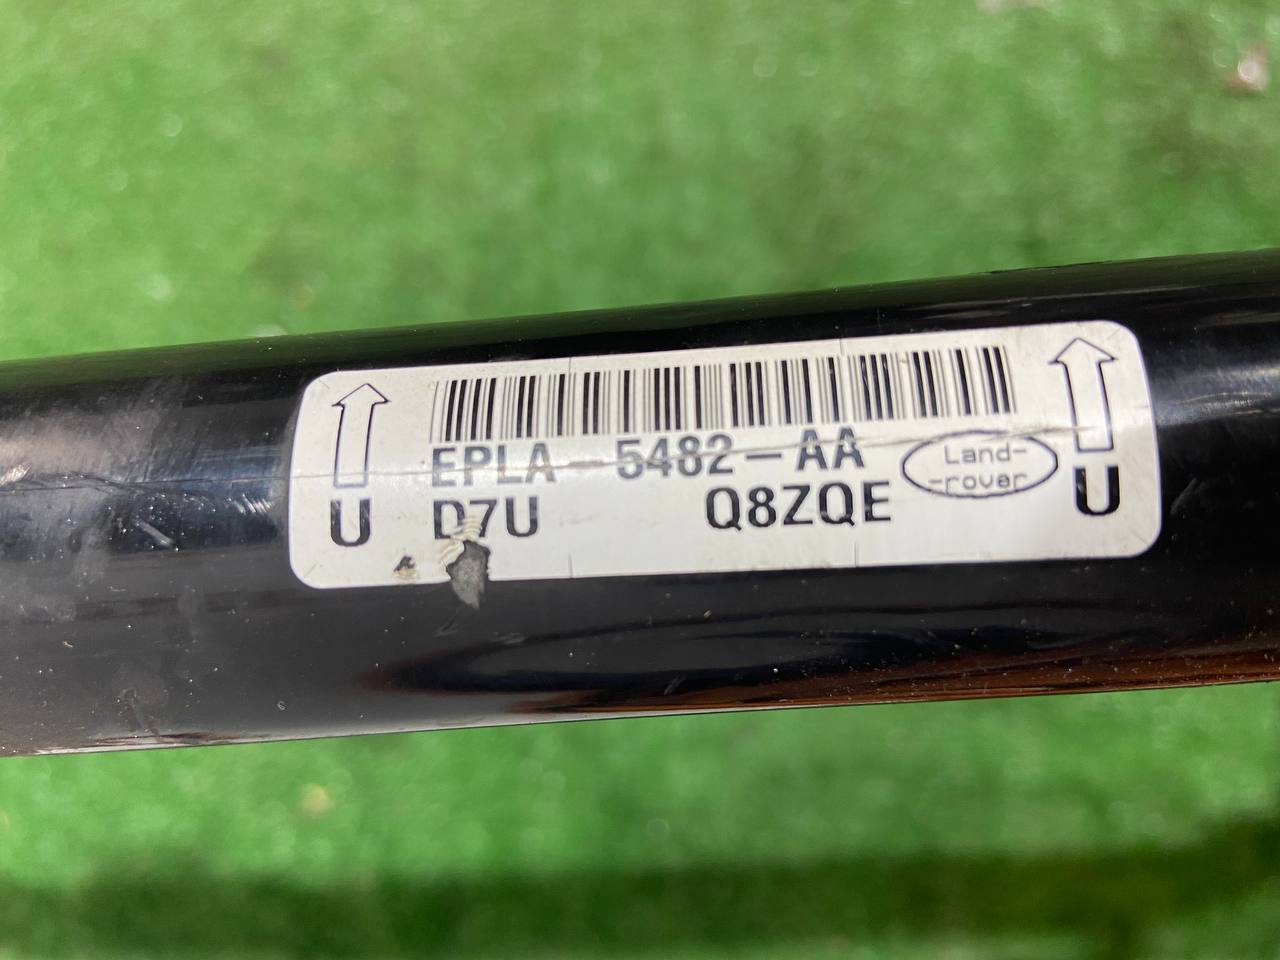 EPLA-5482-AA
Land-
-rover
U D7U Q8ZQE U